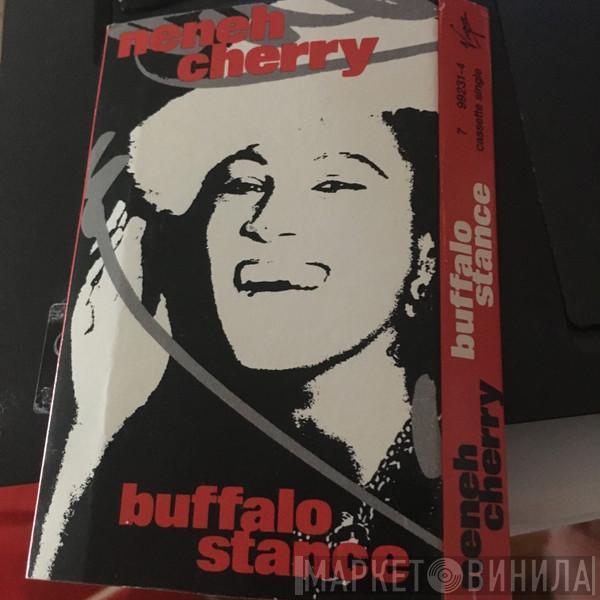 neneh
cherry
buffalo
stance
Virgin
7 99231-4
cassette single
buffalo
stance
neneh
cherry
МАРКЕТ ВИНИЛА